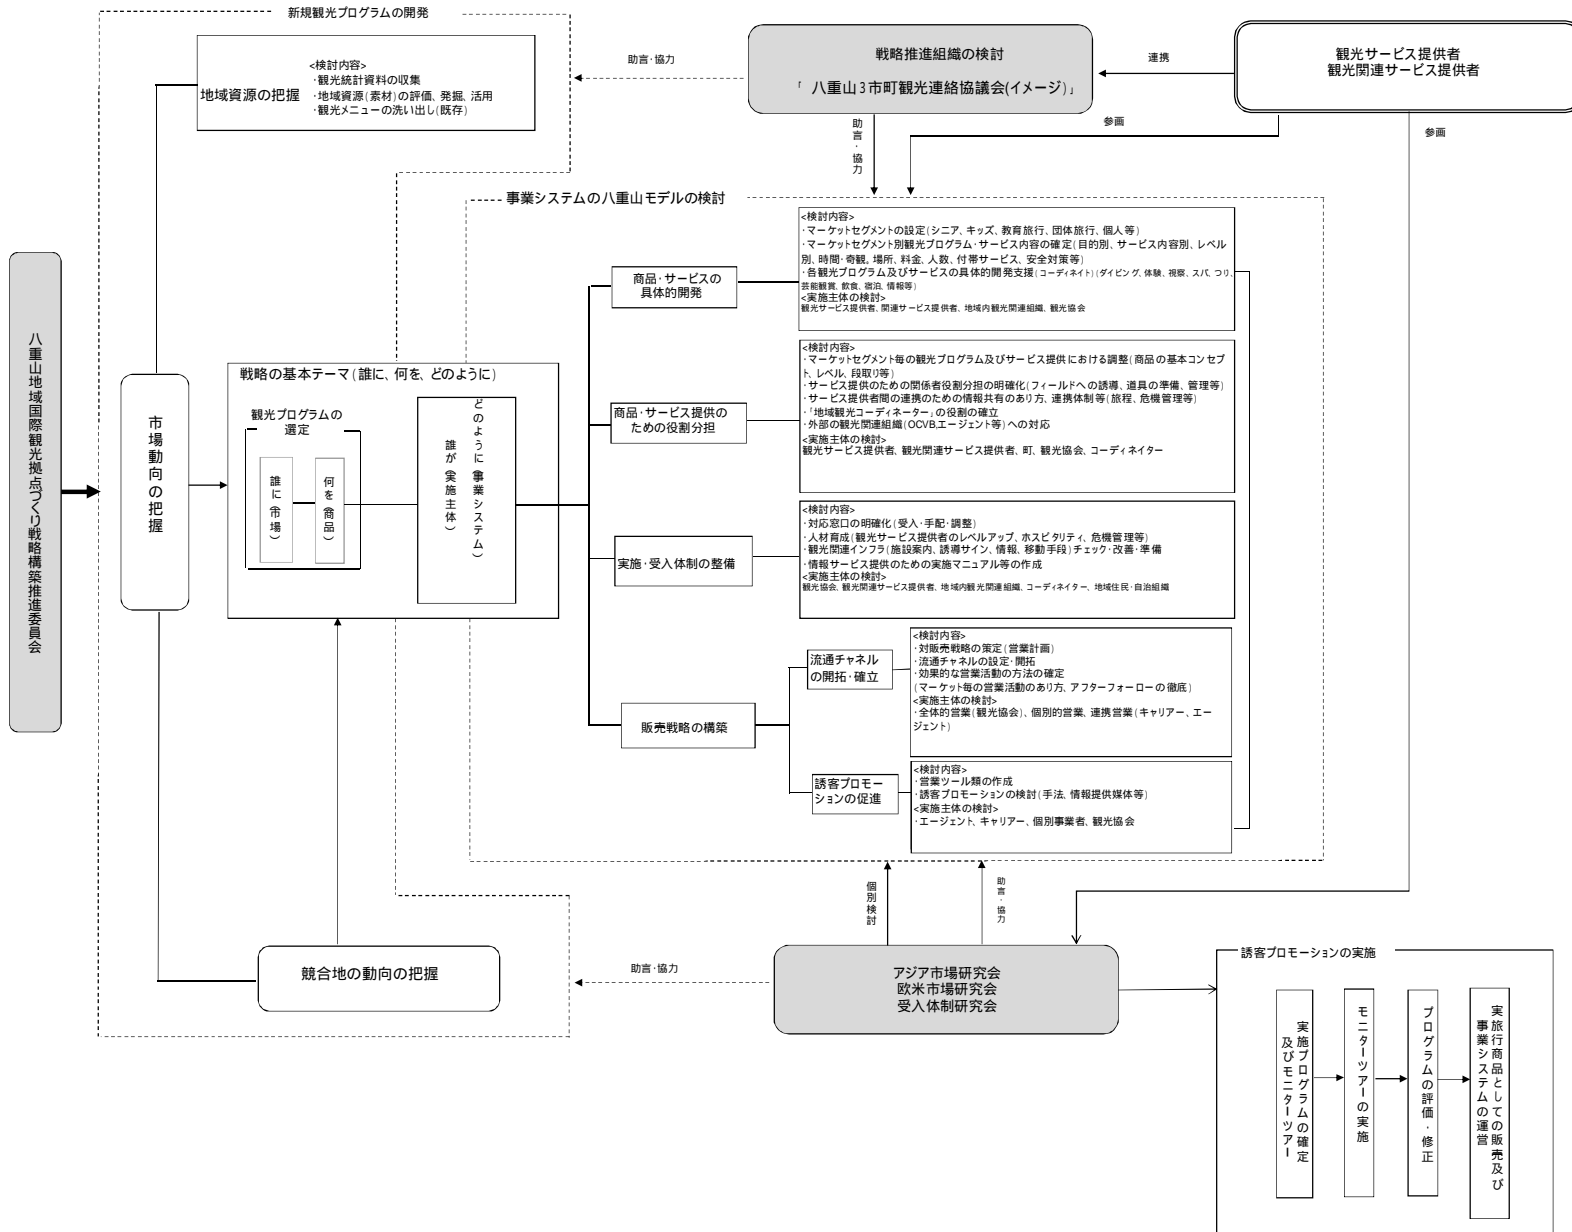 新規観光プログラムの開発
地域資源の把握
<検討内容>
・観光統計資料の収集
・地域資源(素材)の評価、発掘、活用
・観光メニューの洗い出し(既存)
助言・協力
戦略推進組織の検討
「 八重山3市町観光連絡協議会(イメージ)」
連携
観光サービス提供者
観光関連サービス提供者
助言・協力
参画
参画
事業システムの八重山モデルの検討
八重山地域国際観光拠点づくり戦略構築推進委員会
市場動向の把握
戦略の基本テーマ(誰に、何を、どのように)
観光プログラムの
選定
誰に(市場)
何を(商品)
どのように(事業システム)
誰が(実施主体)
商品・サービスの
具体的開発
<検討内容>
・マーケットセグメントの設定(シニア、キッズ、教育旅行、団体旅行、個人等)
・マーケットセグメント別観光プログラム・サービス内容の確定(目的別、サービス内容別、レベル
別、時間・奇観。場所、料金、人数、付帯サービス、安全対策等)
・各観光プログラム及びサービスの具体的開発支援(コーディネイト)(ダイビング、体験、視察、スパ、つり、
芸能観賞、飲食、宿泊、情報等)
<実施主体の検討>
観光サービス提供者、関連サービス提供者、地域内観光関連組織、観光協会
商品・サービス提供の
ための役割分担
<検討内容>
・マーケットセグメント毎の観光プログラム及びサービス提供における調整(商品の基本コンセプ
ト、レベル、段取り等)
・サービス提供のための関係者役割分担の明確化(フィールドへの誘導、道具の準備、管理等)
・サービス提供者間の連携のための情報共有のあり方、連携体制等(旅程、危機管理等)
・「地域観光コーディネーター」の役割の確立
・外部の観光関連組織(OCVB、エージェント等)への対応
<実施主体の検討>
観光サービス提供者、観光関連サービス提供者、町、観光協会、コーディネイター
実施・受入体制の整備
<検討内容>
・対応窓口の明確化(受入・手配・調整)
・人材育成(観光サービス提供者のレベルアップ、ホスピタリティ、危機管理等)
・観光関連インフラ(施設案内、誘導サイン、情報、移動手段)チェック・改善・準備
・情報サービス提供のための実施マニュアル等の作成
<実施主体の検討>
観光協会、観光関連サービス提供者、地域内観光関連組織、コーディネイター、地域住民・自治組織
販売戦略の構築
流通チャネル
の開拓・確立
<検討内容>
・対販売戦略の策定(営業計画)
・流通チャネルの設定・開拓
・効果的な営業活動の方法の確定
(マーケット毎の営業活動のあり方、アフターフォーローの徹底)
<実施主体の検討>
・全体的営業(観光協会)、個別的営業、連携営業(キャリアー、エー
ジェント)
誘客プロモー
ションの促進
<検討内容>
・営業ツール類の作成
・誘客プロモーションの検討(手法、情報提供媒体等)
<実施主体の検討>
・エージェント、キャリアー、個別事業者、観光協会
個別検討
助言・協力
競合地の動向の把握
助言・協力
アジア市場研究会
欧米市場研究会
受入体制研究会
誘客プロモーションの実施
実施プログラムの確定
及びモニターツアー
モニターツアーの実施
プログラムの評価・修正
実旅行商品としての販売及び
事業システムの運営